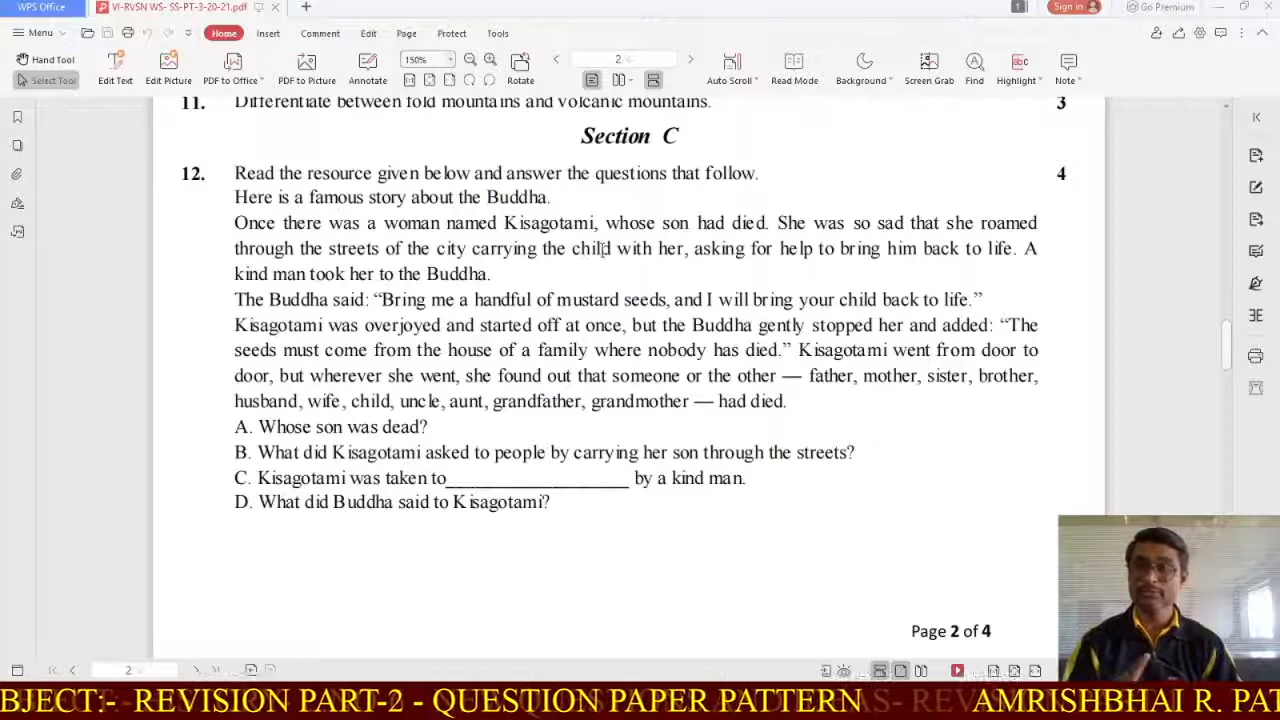 WPS Office
VI-RVSN WS- SS-PT-3-20-21.pdf
1
Sign in
Go Premium
Menu
Home
Insert
Comment
Edit
Page
Protect
Tools
Hand Tool
Select Tool
Edit Text
Edit Picture
PDF to Office
PDF to Picture
Annotate
150%
Rotate
2
Auto Scroll
Read Mode
Background
Screen Grab
Find
Highlight
Note
11. Differentiate between fold mountains and volcanic mountains. 3
Section C
12. Read the resource given below and answer the questions that follow. 4
Here is a famous story about the Buddha.
Once there was a woman named Kisagotami, whose son had died. She was so sad that she roamed
through the streets of the city carrying the child with her, asking for help to bring him back to life. A
kind man took her to the Buddha.
The Buddha said: “Bring me a handful of mustard seeds, and I will bring your child back to life.”
Kisagotami was overjoyed and started off at once, but the Buddha gently stopped her and added: “The
seeds must come from the house of a family where nobody has died.” Kisagotami went from door to
door, but wherever she went, she found out that someone or the other — father, mother, sister, brother,
husband, wife, child, uncle, aunt, grandfather, grandmother — had died.
A. Whose son was dead?
B. What did Kisagotami asked to people by carrying her son through the streets?
C. Kisagotami was taken to___________________ by a kind man.
D. What did Buddha said to Kisagotami?
Page 2 of 4
2
BJECT:- REVISION PART-2 - QUESTION PAPER PATTERN AMRISHBHAI R. PAT